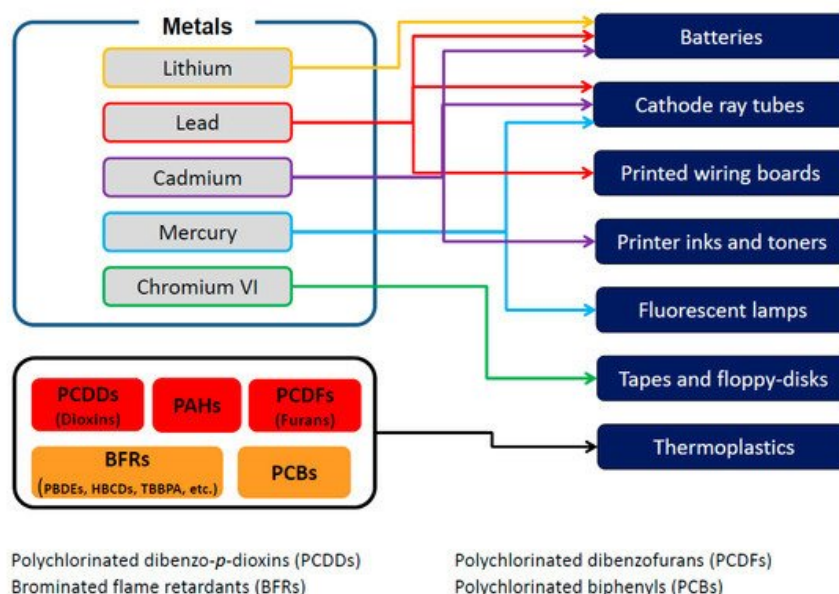 Metals
Lithium
Lead
Cadmium
Mercury
Chromium VI
Batteries
Cathode ray tubes
Printed wiring boards
Printer inks and toners
Fluorescent lamps
Tapes and floppy-disks
Thermoplastics
PCDDs
(Dioxins)
PAHs
PCDFs
(Furans)
BFRs
(PBDEs, HBCDs, TBBPA, etc.)
PCBs
Polychlorinated dibenzo-p-dioxins (PCDDs)
Polychlorinated dibenzofurans (PCDFs)
Brominated flame retardants (BFRs)
Polychlorinated biphenyls (PCBs)